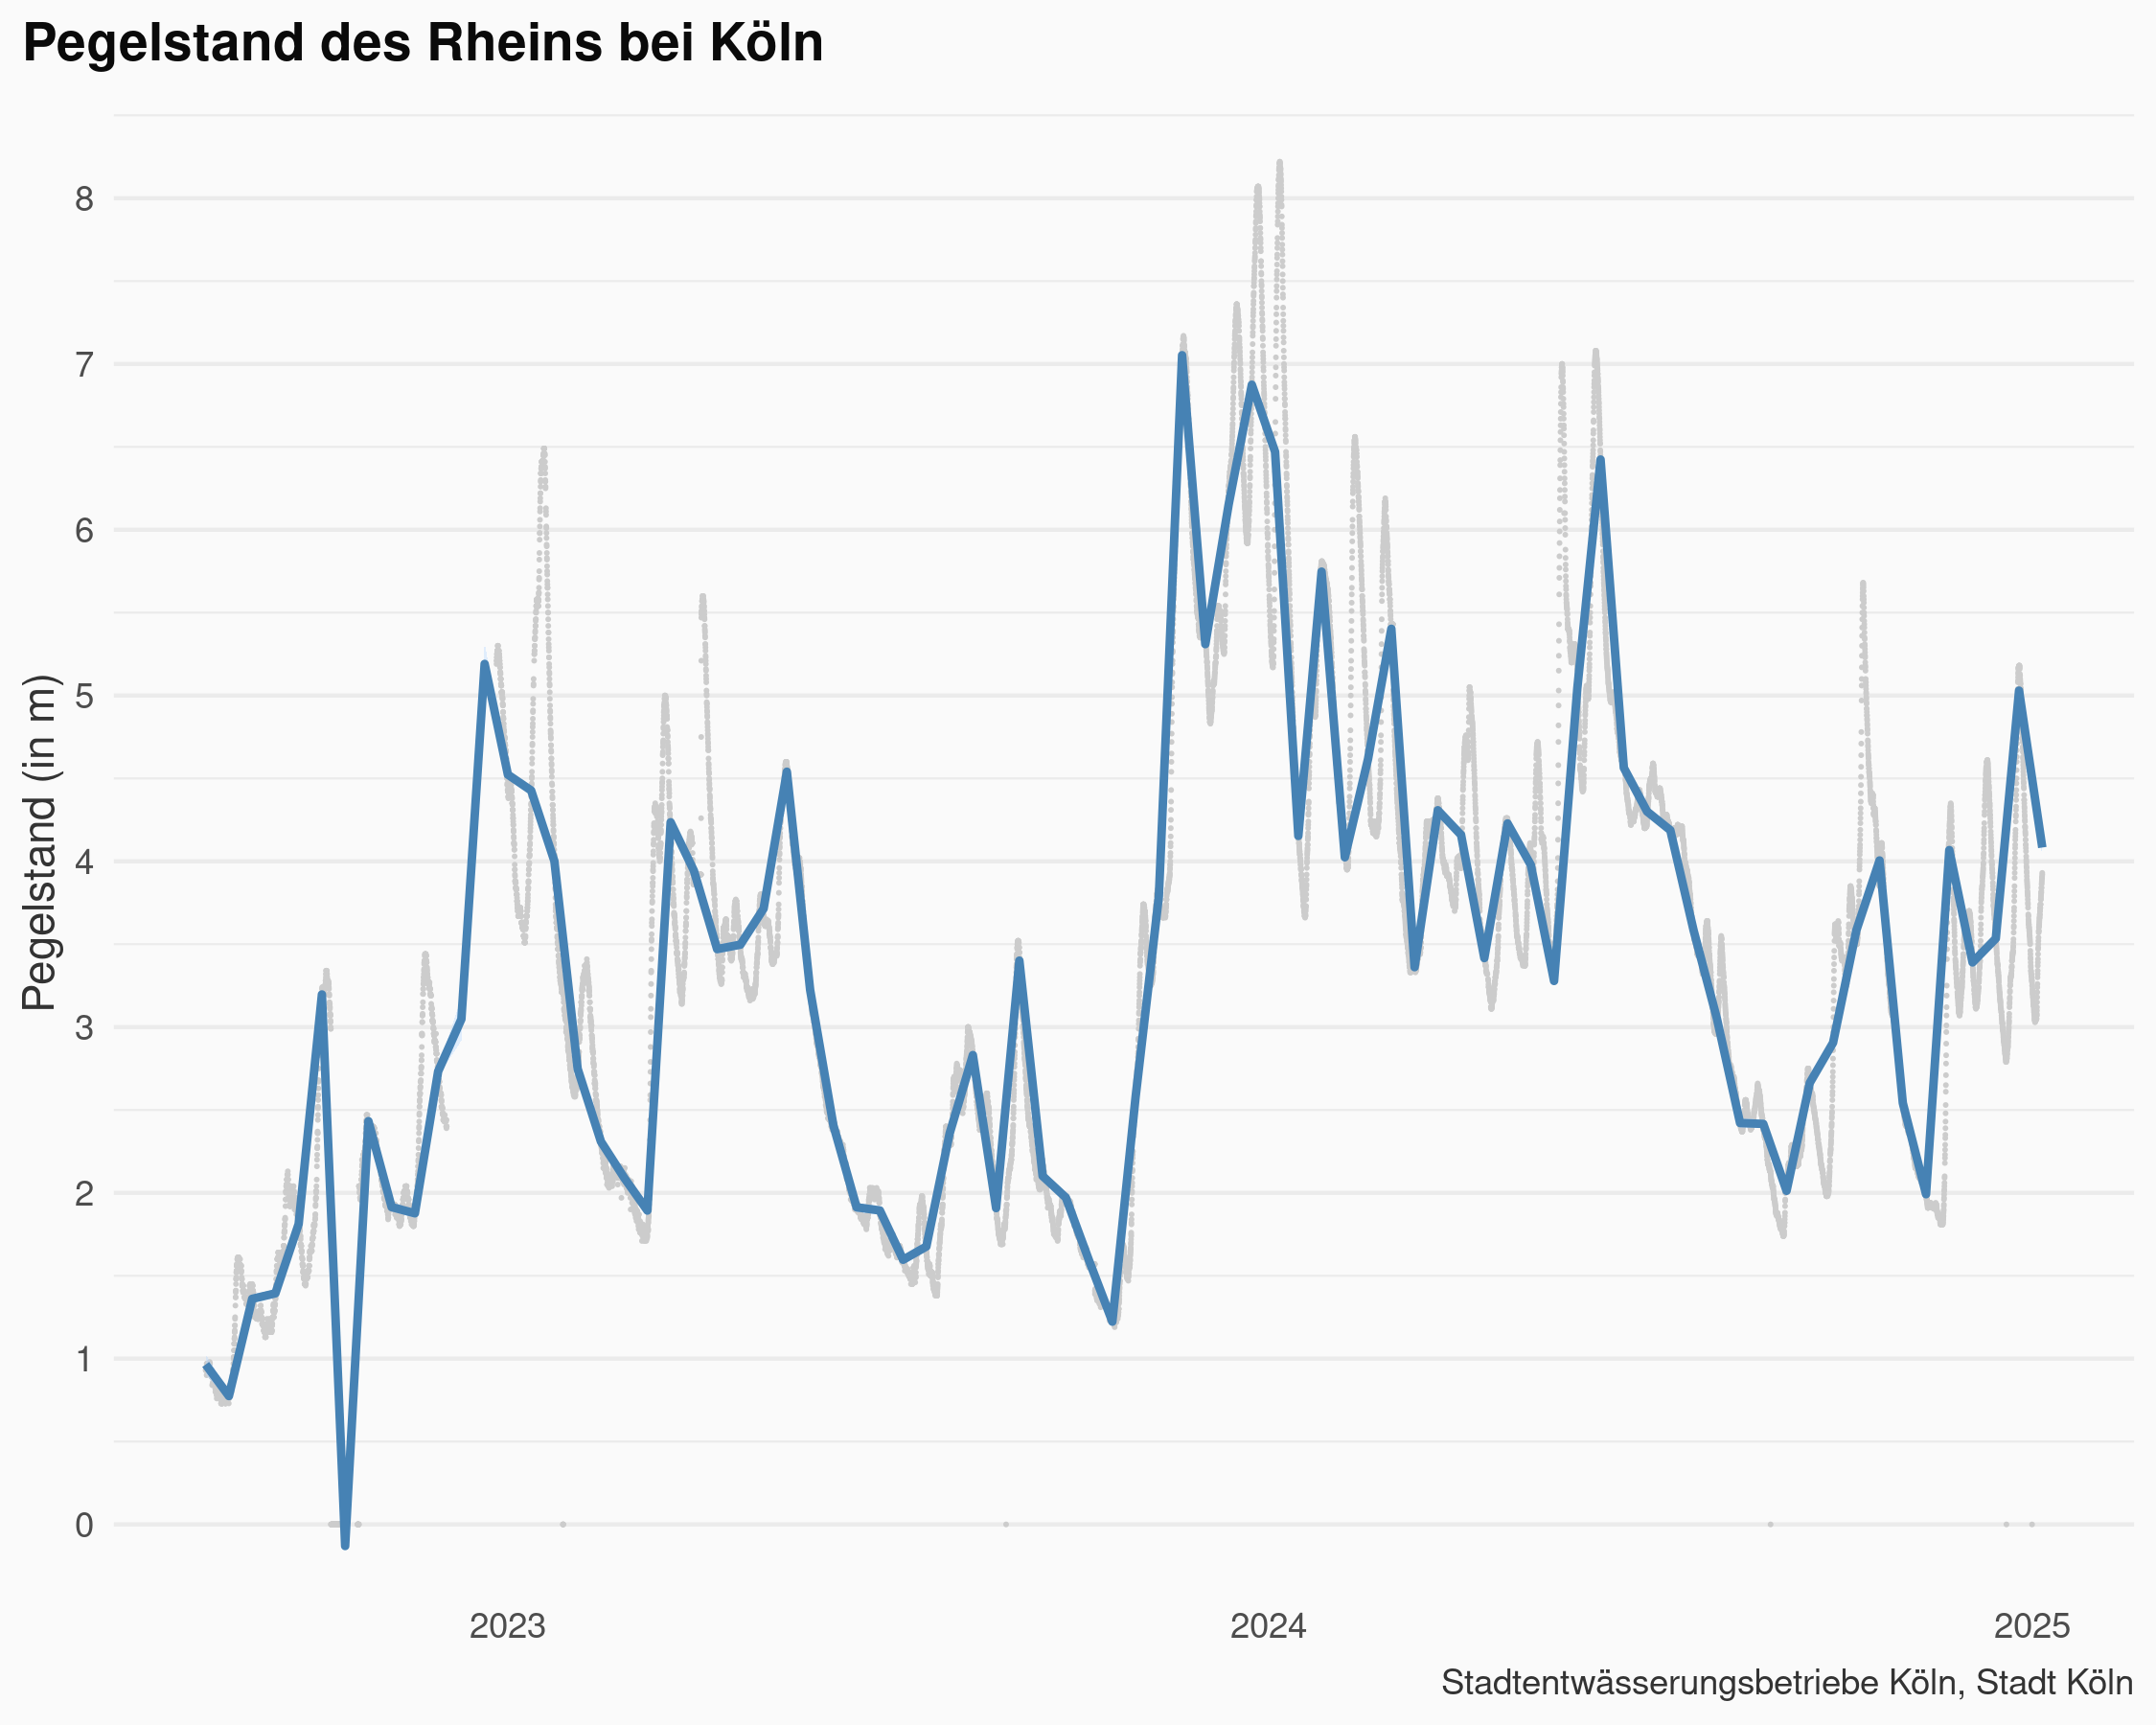 Pegelstand des Rheins bei Köln
Pegelstand (in m)
8
7
6
5
4
3
2
1
0
2023 2024 2025
Stadtentwässerungsbetriebe Köln, Stadt Köln